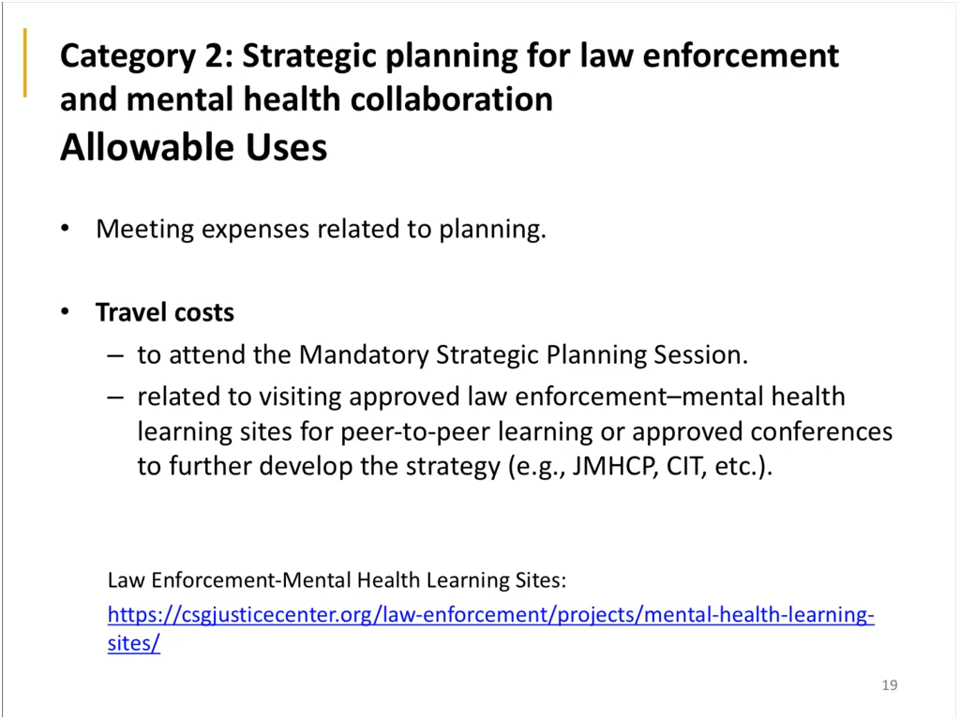 Category 2: Strategic planning for law enforcement
and mental health collaboration
Allowable Uses
• Meeting expenses related to planning.
• Travel costs
– to attend the Mandatory Strategic Planning Session.
– related to visiting approved law enforcement–mental health
learning sites for peer-to-peer learning or approved conferences
to further develop the strategy (e.g., JMHCP, CIT, etc.).
Law Enforcement-Mental Health Learning Sites:
https://csgjusticecenter.org/law-enforcement/projects/mental-health-learning-
sites/
19